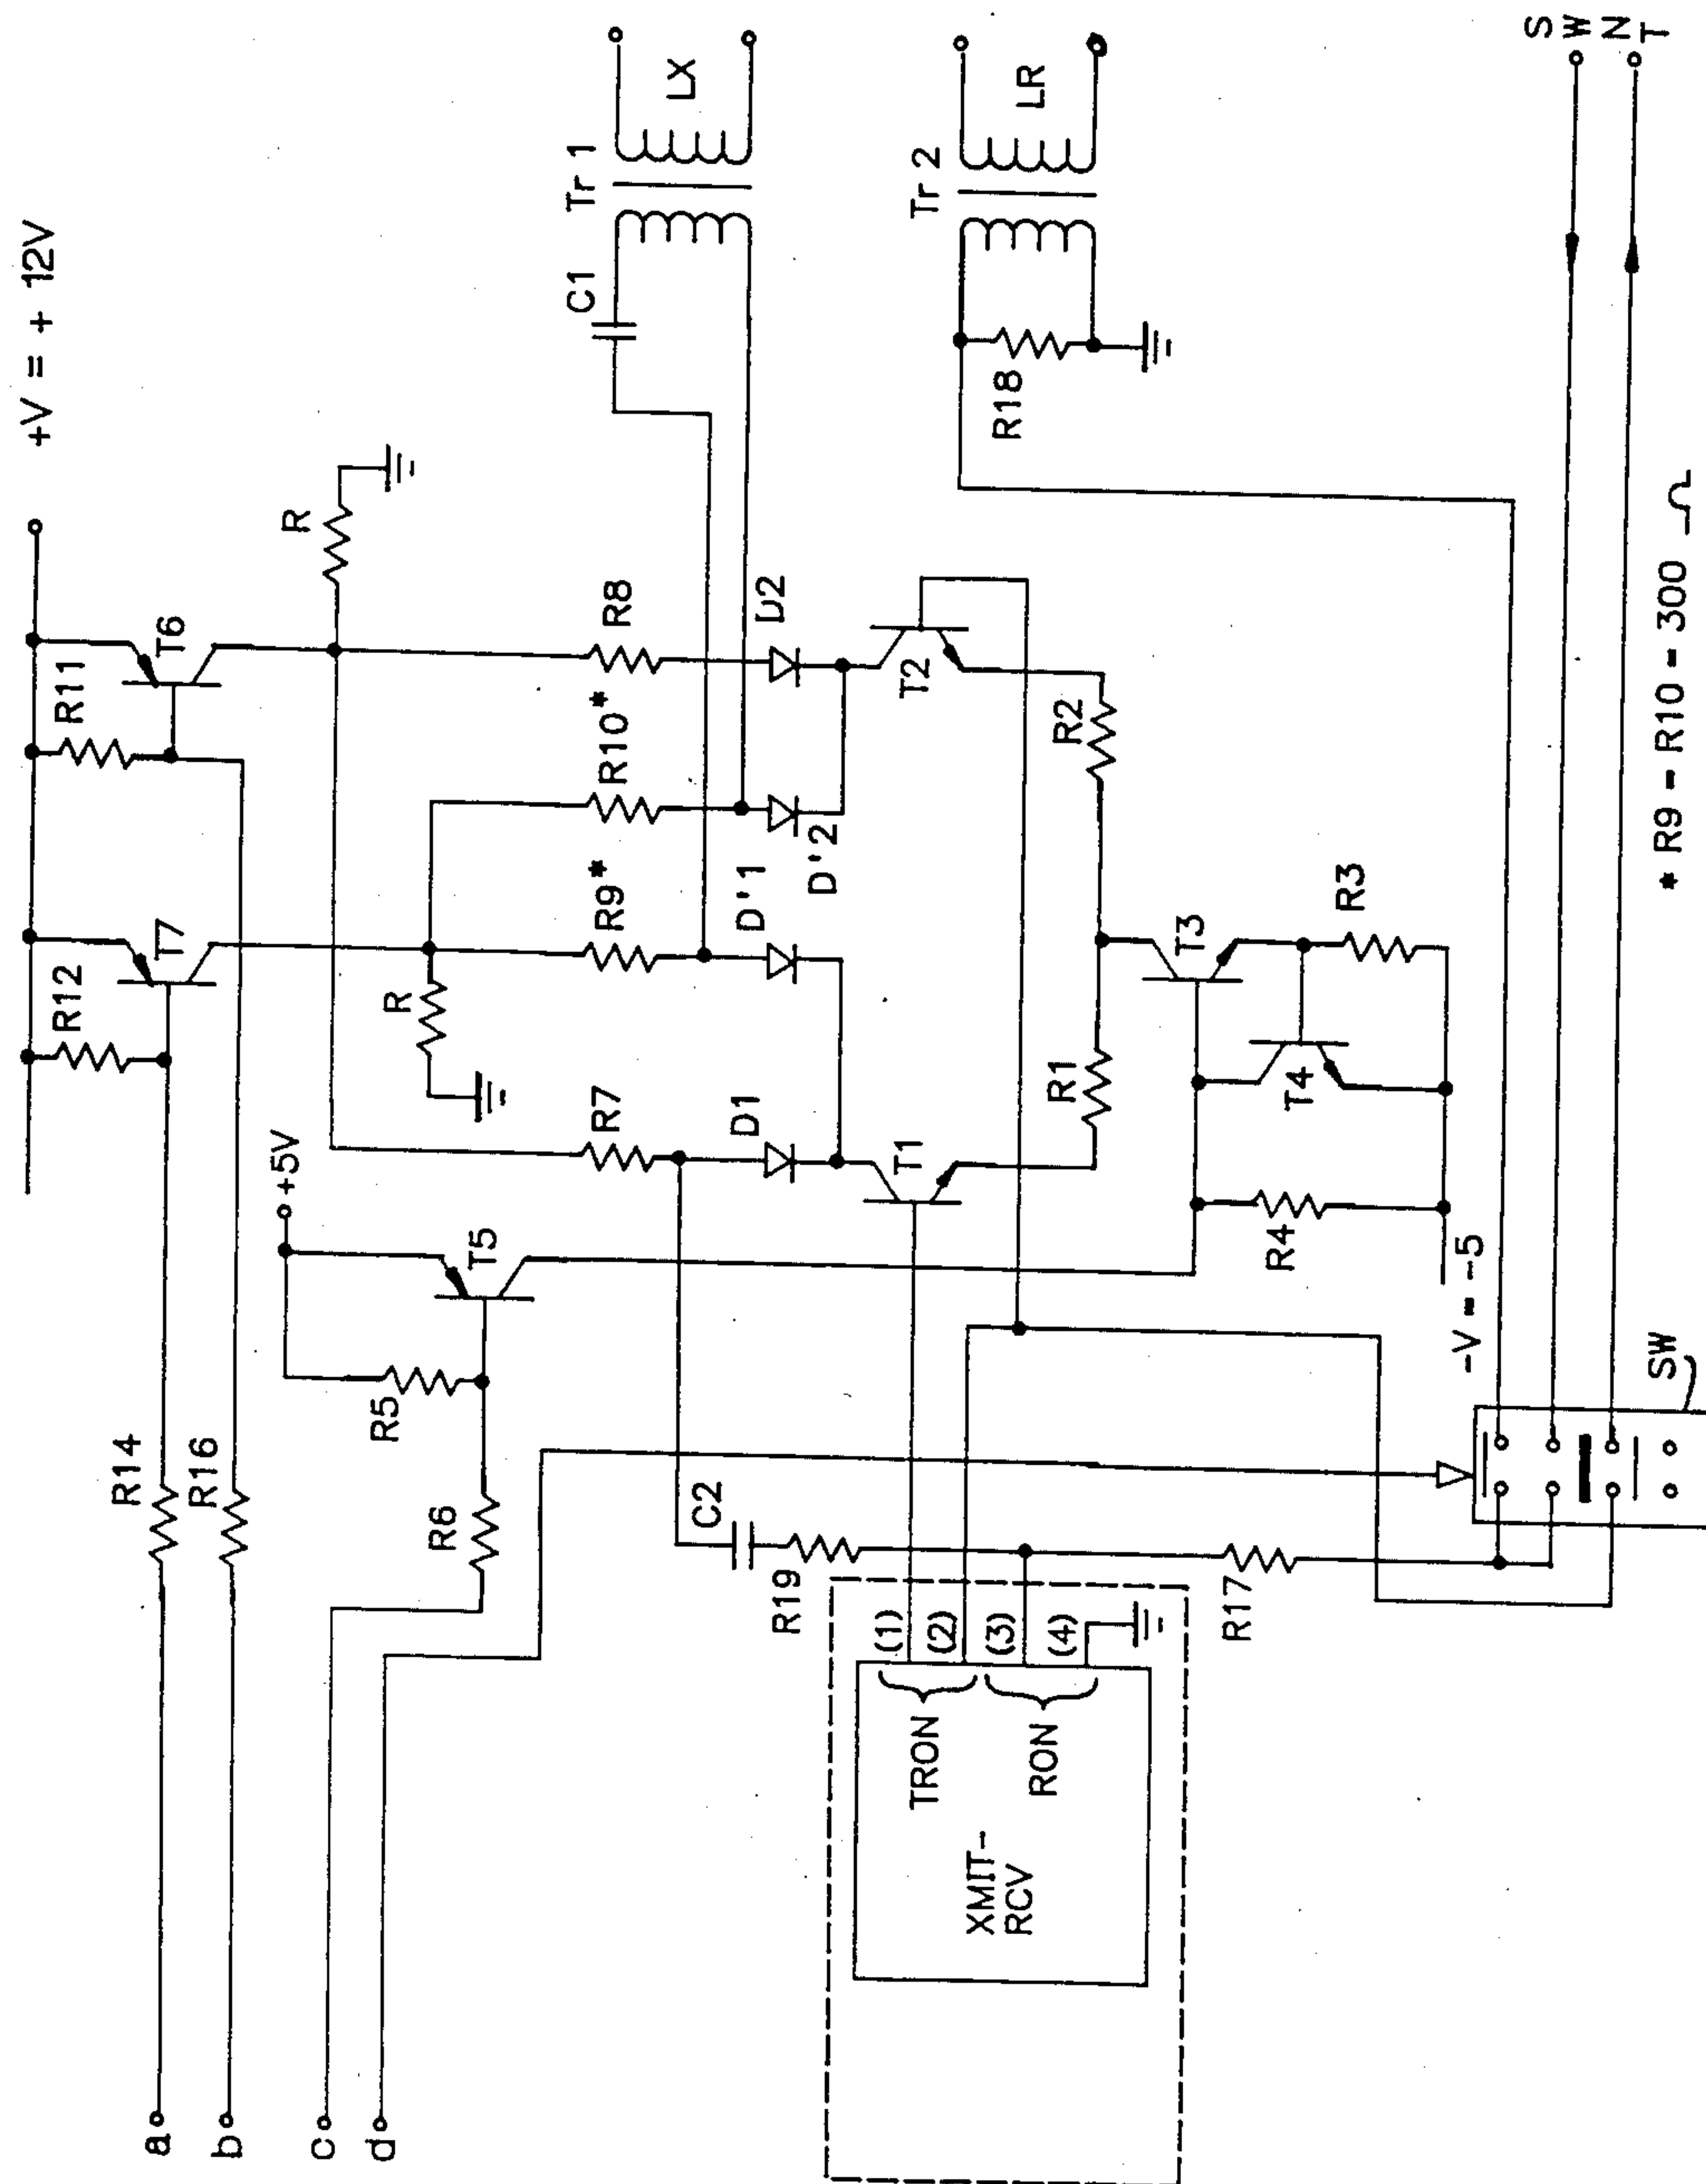 +V = + 12V
R12
T7
R11
T6
R
R
+5V
R14
R16
a
b
c
d
R5
T5
R6
R7
R9*
R10*
R8
C1
Tr 1
LX
D1
D'1
D'2
D2
C2
R19
T1
T2
Tr 2
LR
R18
(1)
(2)
(3)
(4)
TRON
RON
XMIT-
RCV
R1
R2
R17
T3
T4
R3
R4
-V = -5
SW
S
W
N
T
* R9 = R10 = 300 Ω